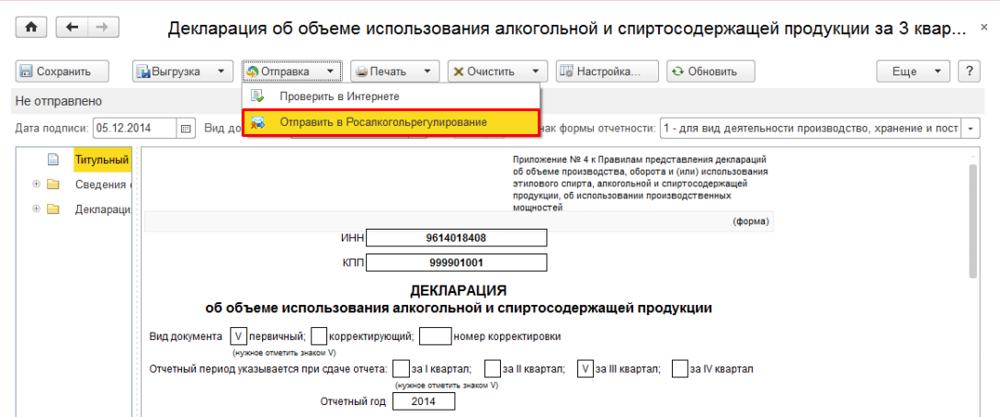 Декларация об объеме использования алкогольной и спиртосодержащей продукции за 3 квар... ×
Сохранить Выгрузка Отправка Печать Очистить Настройка... Обновить Еще ?
Проверить в Интернете
Не отправлено
Отправить в Росалкогольрегулирование
Дата подписи: 05.12.2014 Вид до нак формы отчетности: 1 - для вид деятельности производство, хранение и пост
Титульный
Сведения
Деклараци
Приложение № 4 к Правилам представления деклараций
об объеме производства, оборота и (или) использования
этилового спирта, алкогольной и спиртосодержащей
продукции, об использовании производственных
мощностей
(форма)
ИНН 9614018408
КПП 999901001
ДЕКЛАРАЦИЯ
об объеме использования алкогольной и спиртосодержащей продукции
Вид документа V первичный; корректирующий; номер корректировки
(нужное отметить знаком V)
Отчетный период указывается при сдаче отчета: за I квартал; за II квартал; V за III квартал; за IV квартал
(нужное отметить знаком V)
Отчетный год 2014